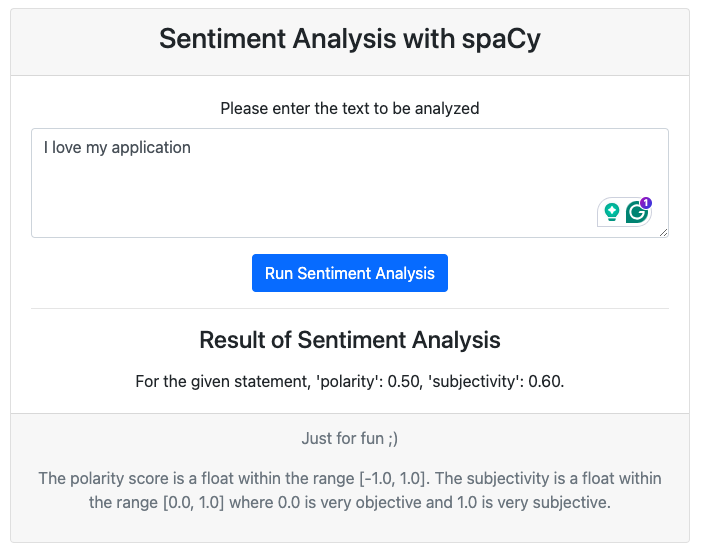 Sentiment Analysis with spaCy
Please enter the text to be analyzed
I love my application
1
Run Sentiment Analysis
Result of Sentiment Analysis
For the given statement, 'polarity': 0.50, 'subjectivity': 0.60.
Just for fun ;)
The polarity score is a float within the range [-1.0, 1.0]. The subjectivity is a float within
the range [0.0, 1.0] where 0.0 is very objective and 1.0 is very subjective.